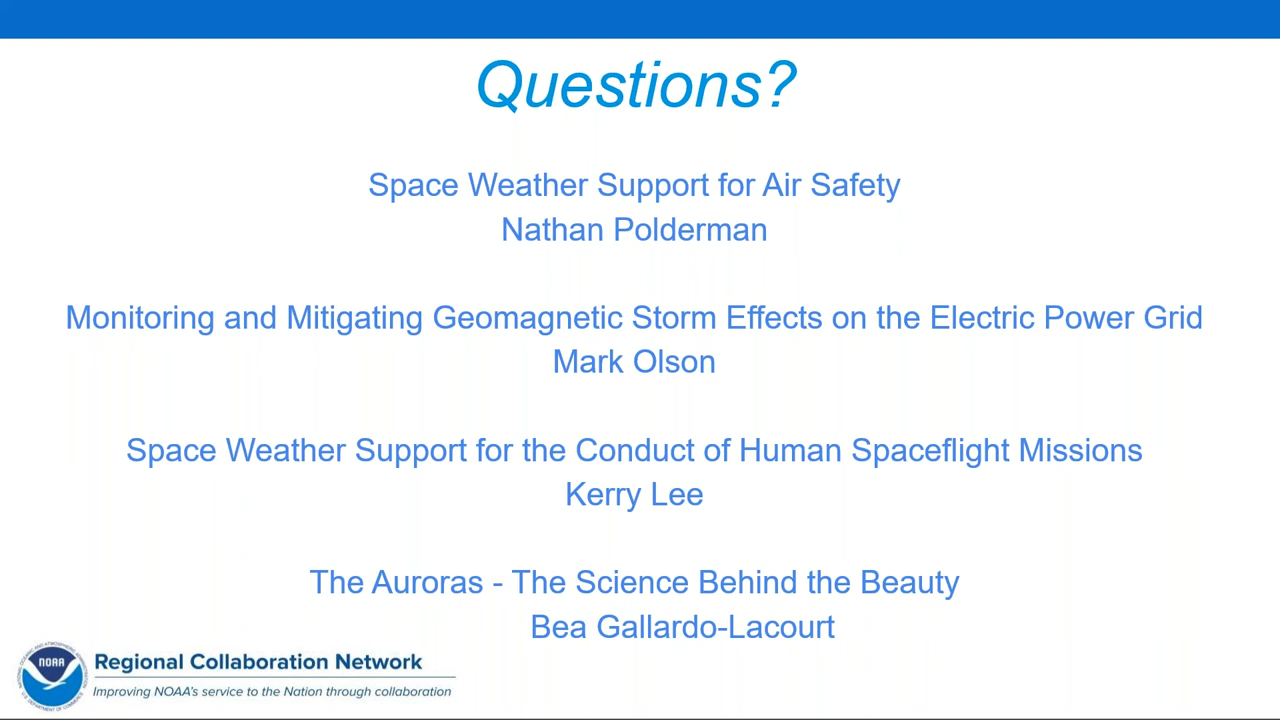 Questions?
Space Weather Support for Air Safety
Nathan Polderman
Monitoring and Mitigating Geomagnetic Storm Effects on the Electric Power Grid
Mark Olson
Space Weather Support for the Conduct of Human Spaceflight Missions
Kerry Lee
The Auroras - The Science Behind the Beauty
Bea Gallardo-Lacourt
NOAA
Regional Collaboration Network
Improving NOAA's service to the Nation through collaboration